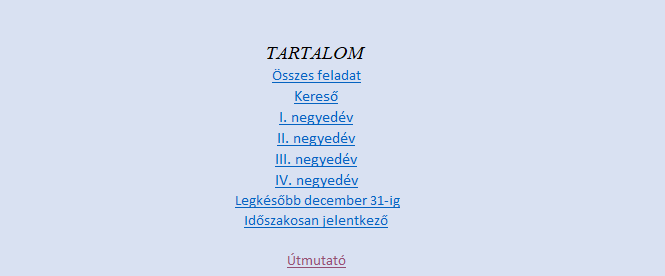 TARTALOM
Összes feladat
Kereső
I. negyedév
II. negyedév
III. negyedév
IV. negyedév
Legkésőbb december 31-ig
Időszakosan jelentkező
Útmutató